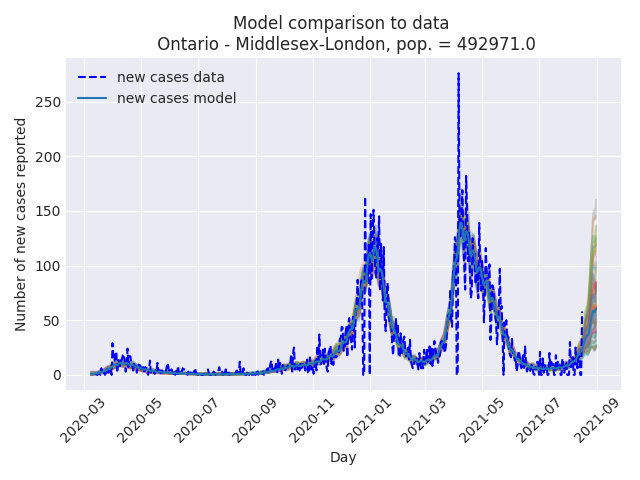 Model comparison to data
Ontario - Middlesex-London, pop. = 492971.0
new cases data
new cases model
Number of new cases reported
250
200
150
100
50
0
2020-03
2020-05
2020-07
2020-09
2020-11
2021-01
2021-03
2021-05
2021-07
2021-09
Day